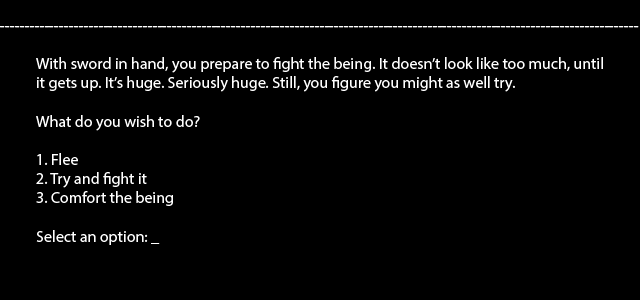 With sword in hand, you prepare to fight the being. It doesn't look like too much, until
it gets up. It's huge. Seriously huge. Still, you figure you might as well try.
What do you wish to do?
1. Flee
2. Try and fight it
3. Comfort the being
Select an option: _